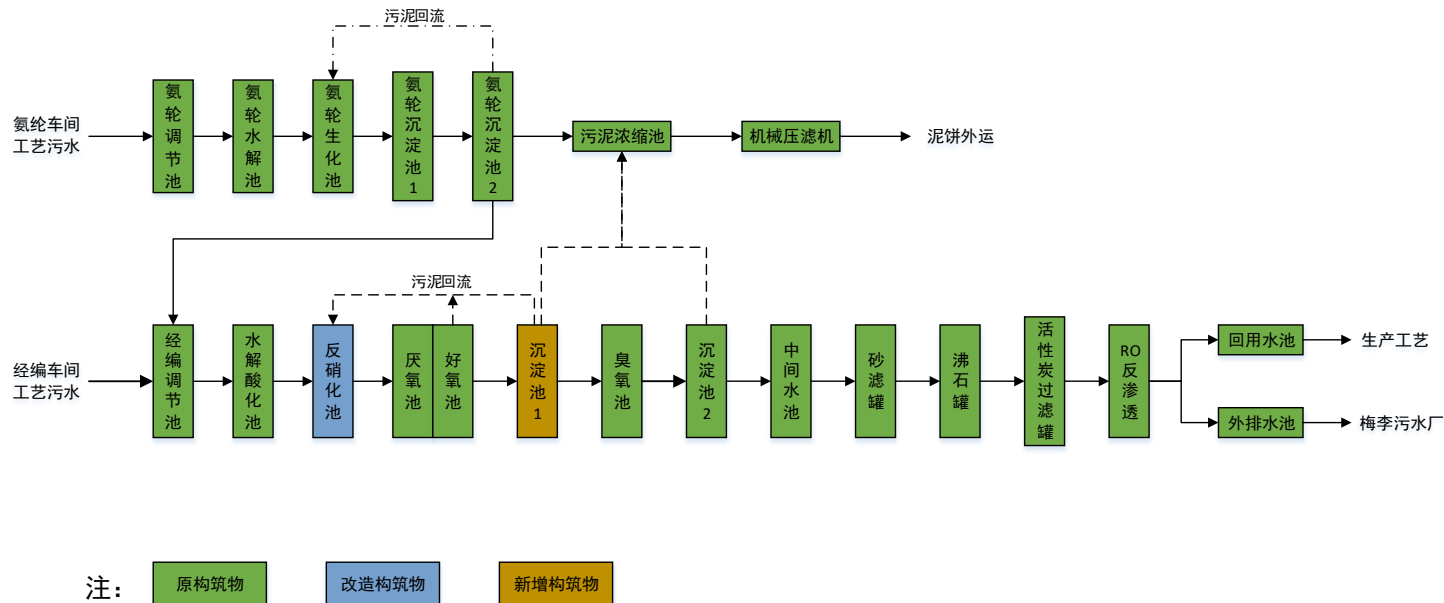 污泥回流
氨纶车间
工艺污水
氨轮调节池
氨轮水解池
氨轮生化池
氨轮沉淀池1
氨轮沉淀池2
污泥浓缩池
机械压滤机
泥饼外运
污泥回流
经编车间
工艺污水
经编调节池
水解酸化池
反硝化池
厌氧池
好氧池
沉淀池1
臭氧池
沉淀池2
中间水池
砂滤罐
沸石罐
活性炭过滤罐
RO反渗透
回用水池
生产工艺
外排水池
梅李污水厂
注：
原构筑物
改造构筑物
新增构筑物